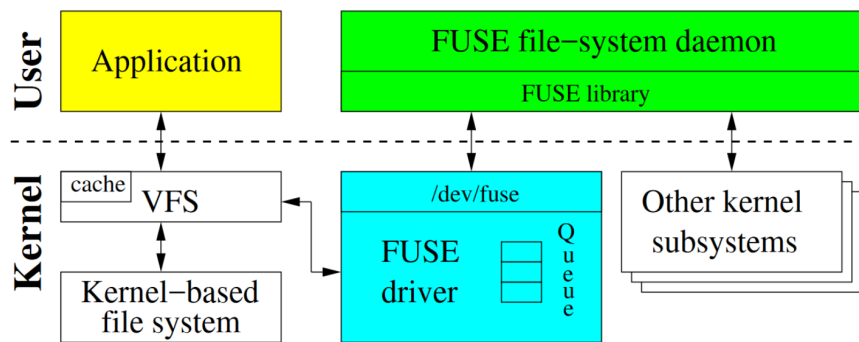 User
Application
FUSE file-system daemon
FUSE library
Kernel
cache
VFS
Kernel-based
file system
/dev/fuse
FUSE
driver
Queue
Other kernel
subsystems